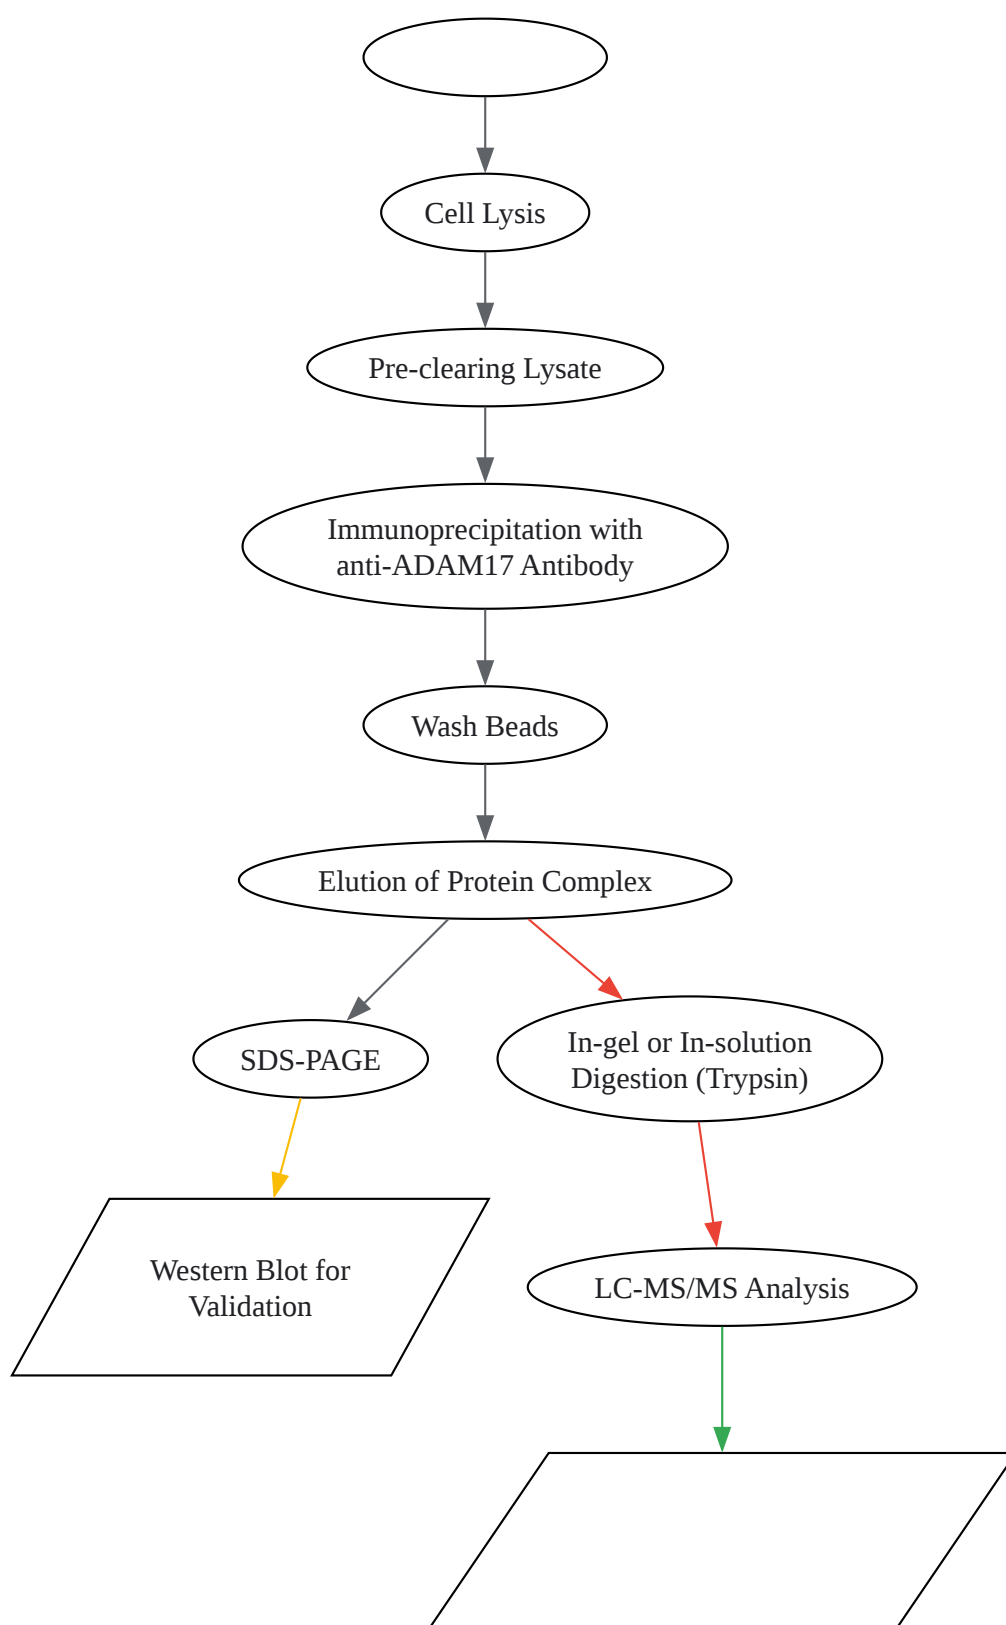 Cell Lysis
Pre-clearing Lysate
Immunoprecipitation with
anti-ADAM17 Antibody
Wash Beads
Elution of Protein Complex
SDS-PAGE
In-gel or In-solution
Digestion (Trypsin)
Western Blot for
Validation
LC-MS/MS Analysis